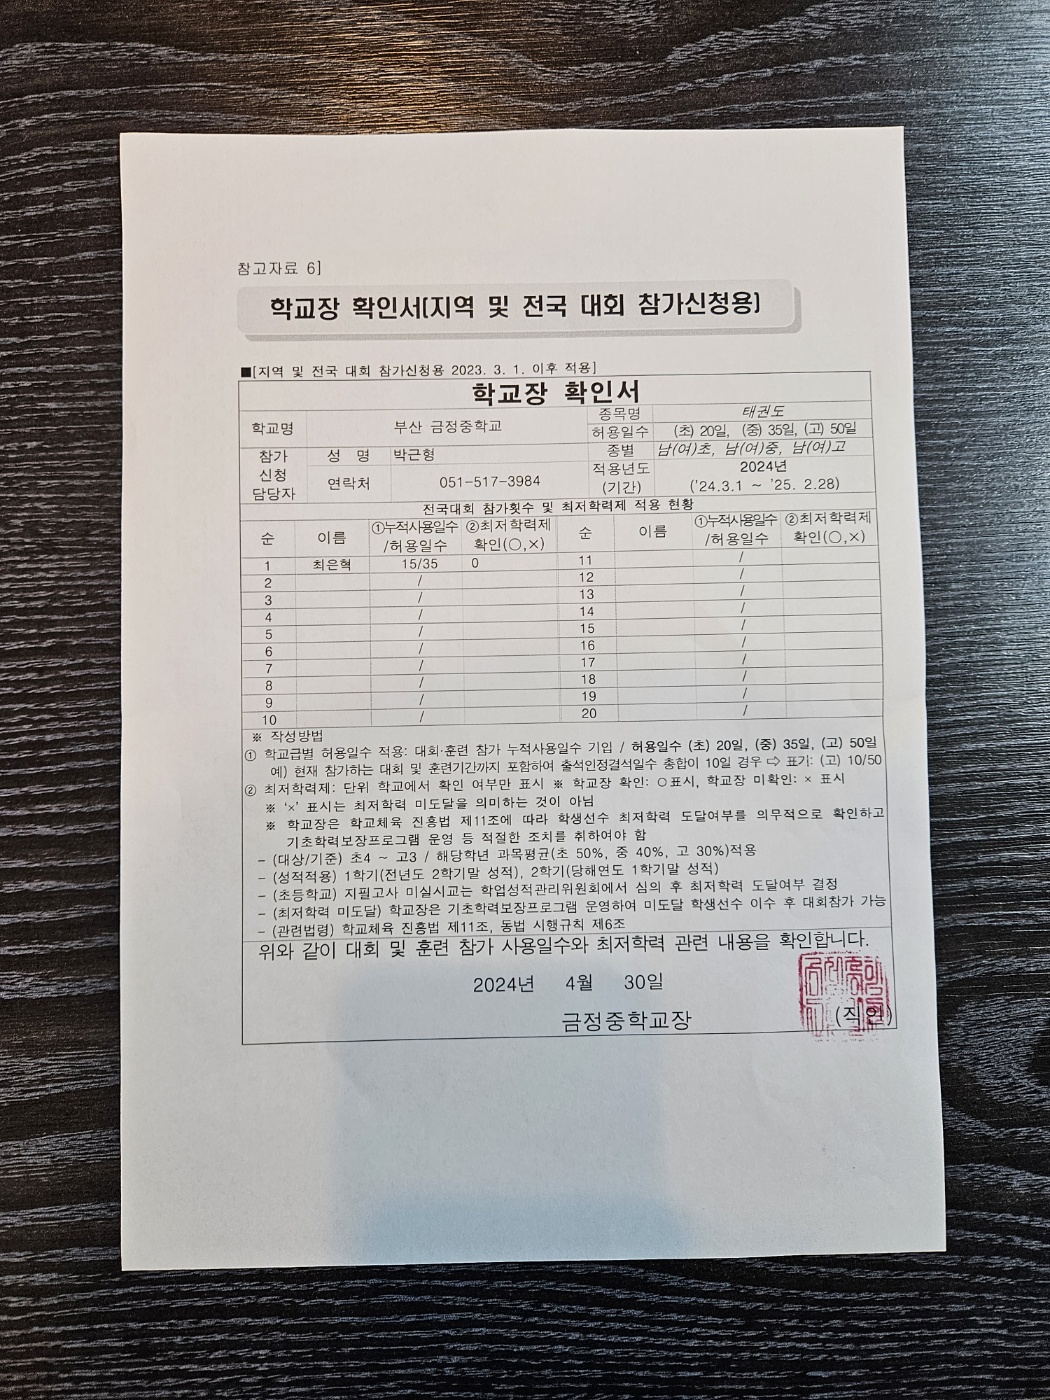 참고자료 6]
학교장 확인서(지역 및 전국 대회 참가신청용)
■[지역 및 전국 대회 참가신청용 2023. 3. 1. 이후 적용]
학교장 확인서
학교명 부산 금정중학교 종목명 태권도
허용일수 (초) 20일, (중) 35일, (고) 50일
참가 신청 담당자 성 명 박근형 종별 남(여)초, 남(여)중, 남(여)고
연락처 051-517-3984 적용년도 (기간) 2024년 ('24.3.1 ~ '25. 2.28)
전국대회 참가횟수 및 최저학력제 적용 현황
순 이름 ①누적사용일수 /허용일수 ②최저학력제 확인(○,×) 순 이름 ①누적사용일수 /허용일수 ②최저학력제 확인(○,×)
1 최은혁 15/35 0 11 /
2 / 12 /
3 / 13 /
4 / 14 /
5 / 15 /
6 / 16 /
7 / 17 /
8 / 18 /
9 / 19 /
10 / 20 /
※ 작성방법
① 학교급별 허용일수 적용: 대회·훈련 참가 누적사용일수 기입 / 허용일수 (초) 20일, (중) 35일, (고) 50일
예) 현재 참가하는 대회 및 훈련기간까지 포함하여 출석인정결석일수 총합이 10일 경우 ⇨ 표기: (고) 10/50
② 최저학력제: 단위 학교에서 확인 여부만 표시 ※ 학교장 확인: ○표시, 학교장 미확인: × 표시
※ '×' 표시는 최저학력 미도달을 의미하는 것이 아님
※ 학교장은 학교체육 진흥법 제11조에 따라 학생선수 최저학력 도달여부를 의무적으로 확인하고
기초학력보장프로그램 운영 등 적절한 조치를 취하여야 함
- (대상/기준) 초4 ~ 고3 / 해당학년 과목평균(초 50%, 중 40%, 고 30%)적용
- (성적적용) 1학기(전년도 2학기말 성적), 2학기(당해연도 1학기말 성적)
- (초등학교) 지필고사 미실시교는 학업성적관리위원회에서 심의 후 최저학력 도달여부 결정
- (최저학력 미도달) 학교장은 기초학력보장프로그램 운영하여 미도달 학생선수 이수 후 대회참가 가능
- (관련법령) 학교체육 진흥법 제11조, 동법 시행규칙 제6조
위와 같이 대회 및 훈련 참가 사용일수와 최저학력 관련 내용을 확인합니다.
2024년 4월 30일
금정중학교장 (직인)